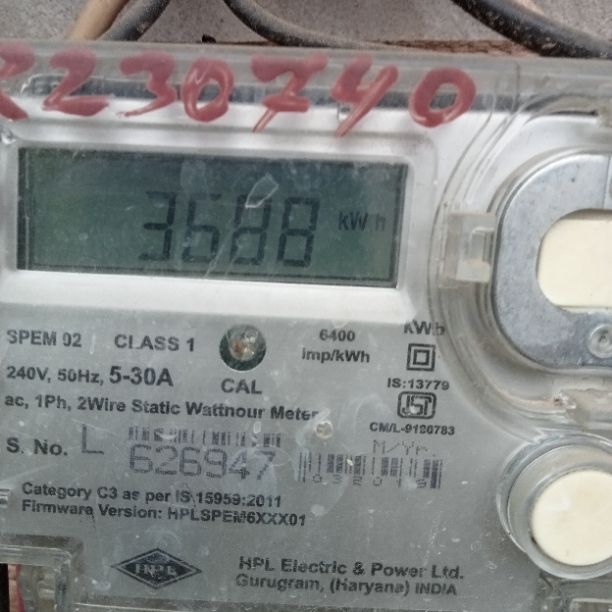 230740
3688 kWh
SPEM 02 CLASS 1
6400
imp/kWh
240V, 50Hz, 5-30A
CAL
IS:13779
ac, 1Ph, 2Wire Static Watthour Meter
CM/L-9180783
S. No. L 626947
M/Yr.
Category C3 as per IS 15959:2011
Firmware Version: HPLSPEM6XXX01
HPL
HPL Electric & Power Ltd.
Gurugram, (Haryana) INDIA